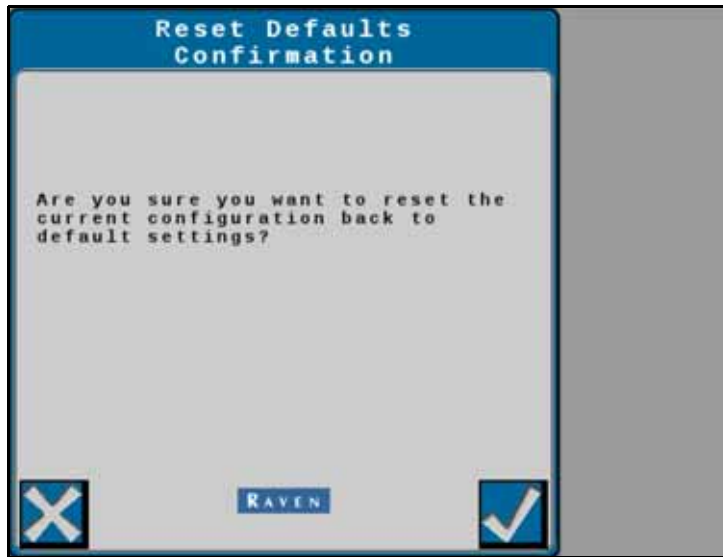 Reset Defaults
Confirmation
Are you sure you want to reset the
current configuration back to
default settings?
RAVEN